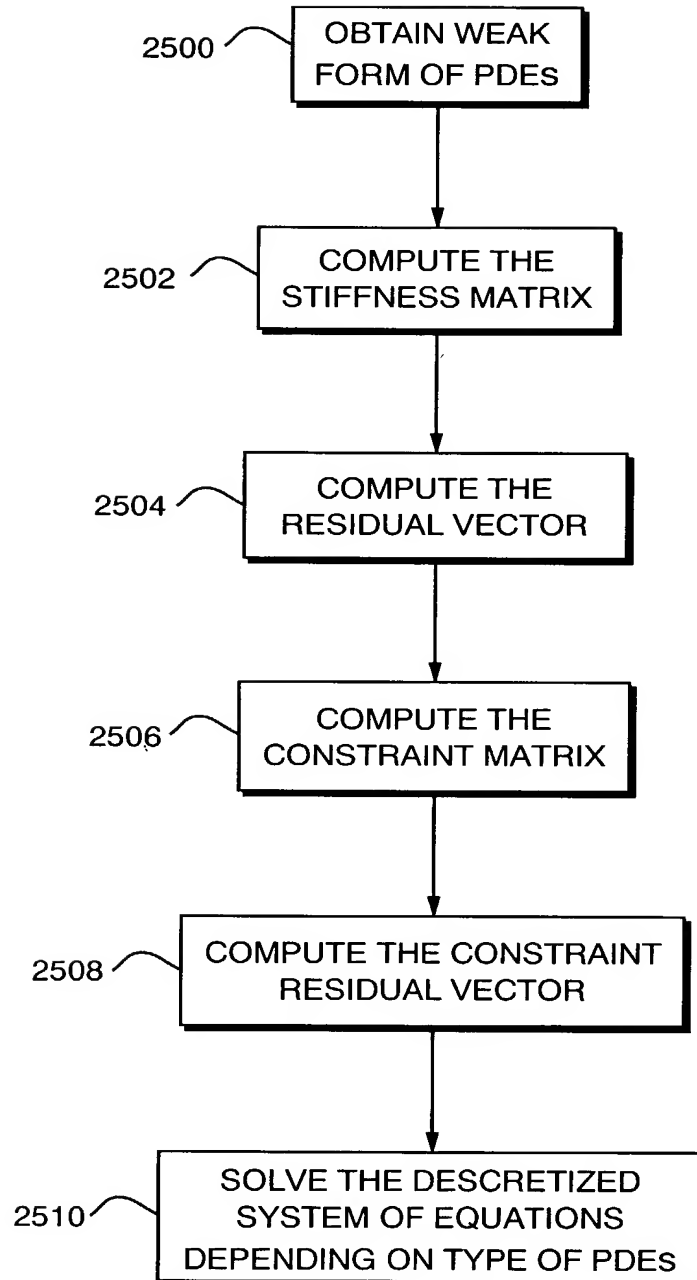 2500
OBTAIN WEAK
FORM OF PDEs
2502
COMPUTE THE
STIFFNESS MATRIX
2504
COMPUTE THE
RESIDUAL VECTOR
2506
COMPUTE THE
CONSTRAINT MATRIX
2508
COMPUTE THE CONSTRAINT
RESIDUAL VECTOR
2510
SOLVE THE DESCRETIZED
SYSTEM OF EQUATIONS
DEPENDING ON TYPE OF PDEs